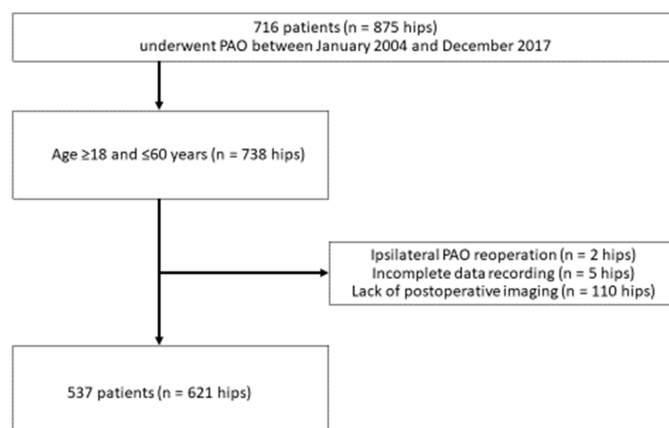 716 patients (n = 875 hips)
underwent PAO between January 2004 and December 2017
Age ≥18 and ≤60 years (n = 738 hips)
Ipsilateral PAO reoperation (n = 2 hips)
Incomplete data recording (n = 5 hips)
Lack of postoperative imaging (n = 110 hips)
537 patients (n = 621 hips)